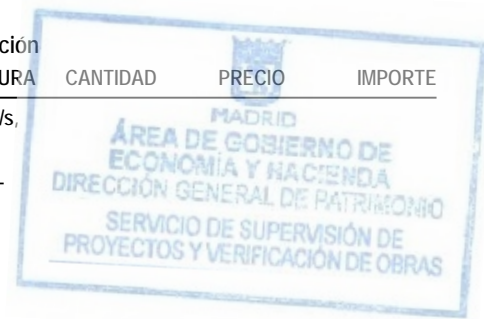 ción
URA CANTIDAD PRECIO IMPORTE
/s,
MADRID
ÁREA DE GOBIERNO DE
ECONOMÍA Y HACIENDA
DIRECCIÓN GENERAL DE PATRIMONIO
SERVICIO DE SUPERVISIÓN DE
PROYECTOS Y VERIFICACIÓN DE OBRAS